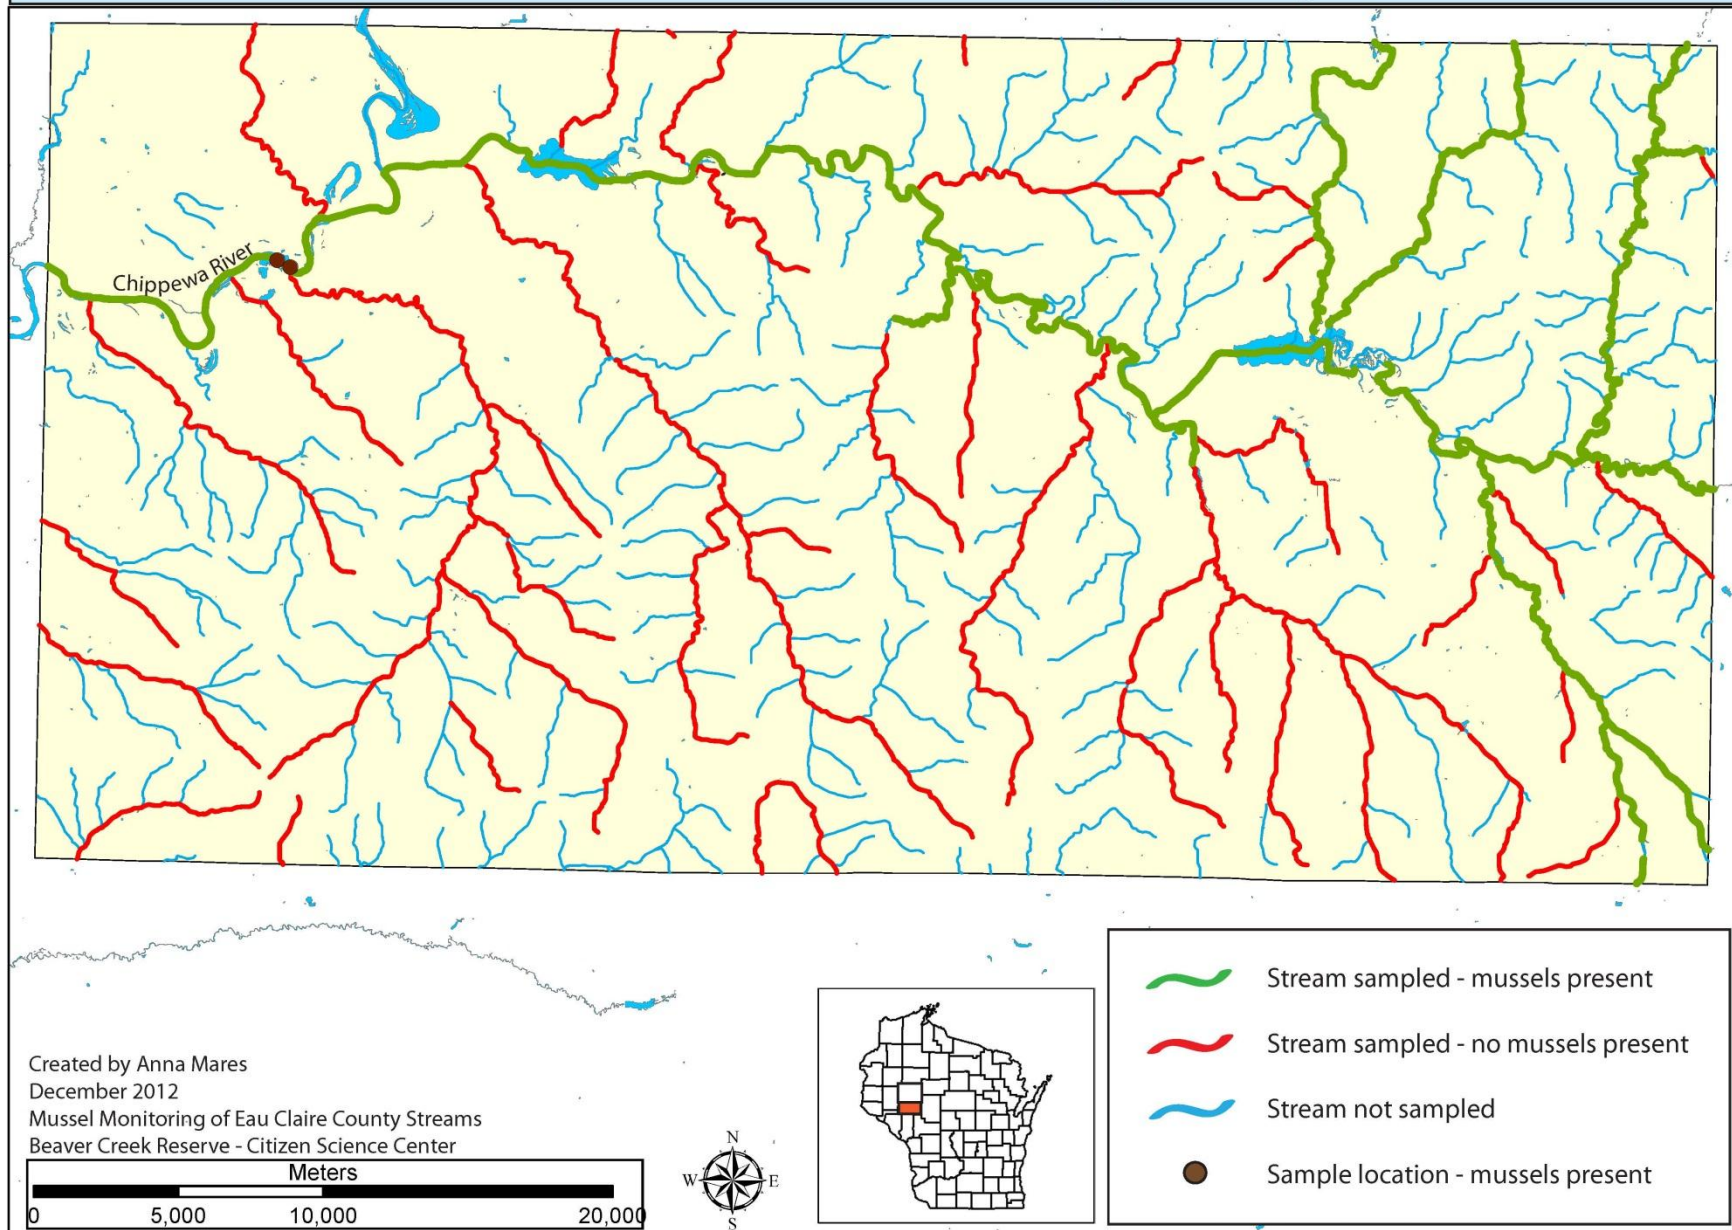 Chippewa River
Stream sampled - mussels present
Stream sampled - no mussels present
Stream not sampled
Sample location - mussels present
Created by Anna Mares
December 2012
Mussel Monitoring of Eau Claire County Streams
Beaver Creek Reserve - Citizen Science Center
Meters
0 5,000 10,000 20,000
N
W E
S